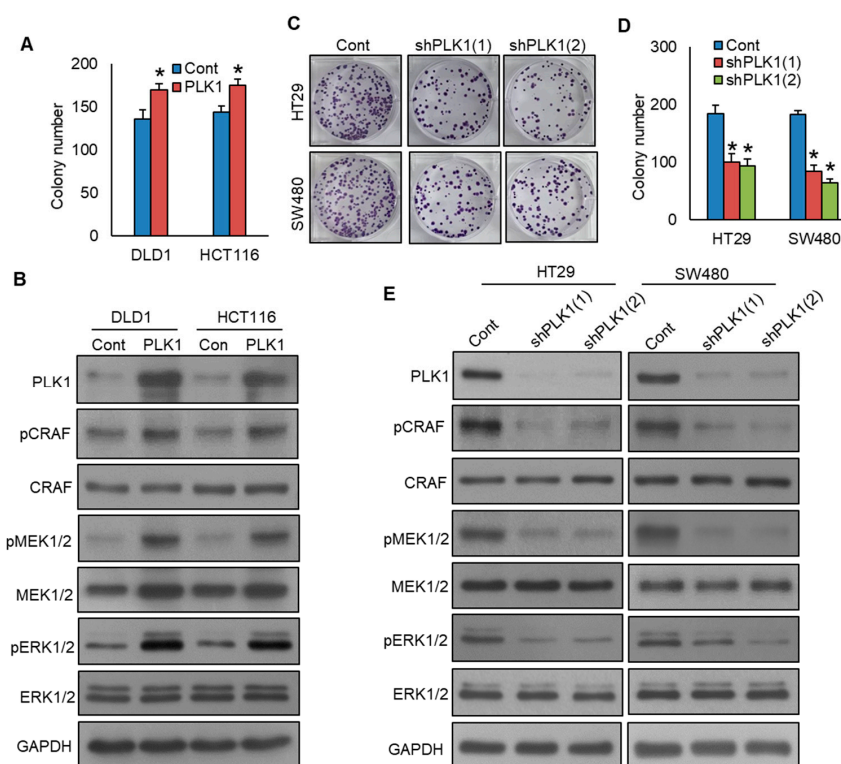 A
200
150
100
50
0
Colony number
Cont
PLK1
*
*
DLD1
HCT116
C
Cont
shPLK1(1)
shPLK1(2)
HT29
SW480
D
300
200
100
0
Colony number
Cont
shPLK1(1)
shPLK1(2)
* *
*
*
HT29
SW480
B
DLD1
HCT116
Cont
PLK1
Con
PLK1
PLK1
pCRAF
CRAF
pMEK1/2
MEK1/2
pERK1/2
ERK1/2
GAPDH
E
HT29
SW480
Cont
shPLK1(1)
shPLK1(2)
Cont
shPLK1(1)
shPLK1(2)
PLK1
pCRAF
CRAF
pMEK1/2
MEK1/2
pERK1/2
ERK1/2
GAPDH